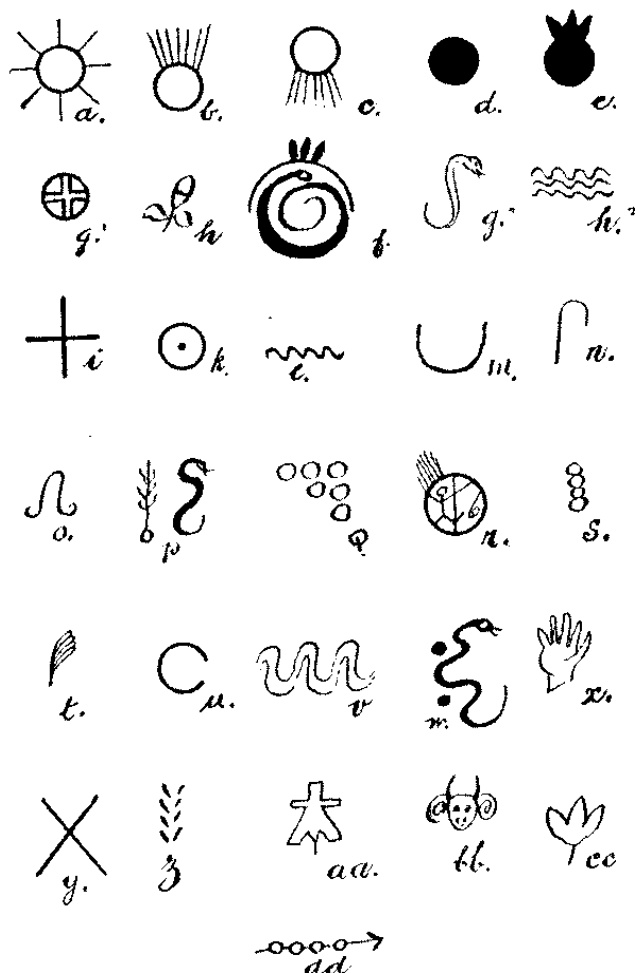 a. b. c. d. e.
g.' h f. g." h."
i k. l. m. n.
o. p Q r. s.
t. u. v w. x.
y. z aa. bb. cc
dd